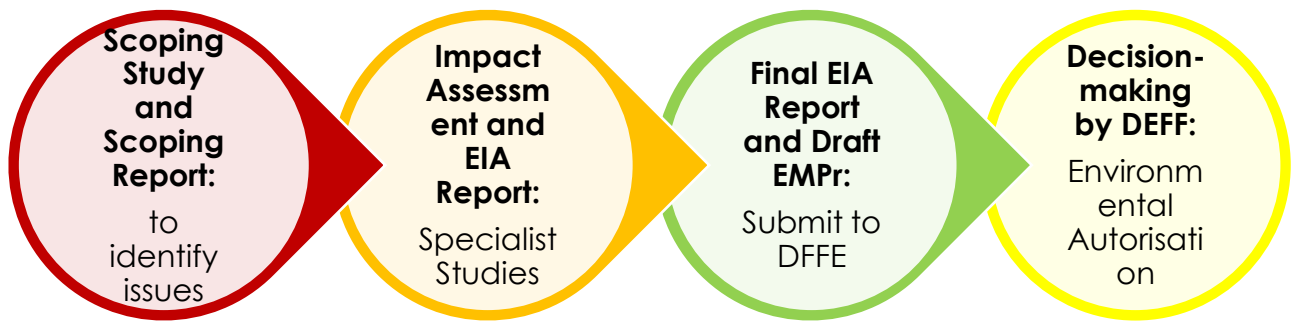 Scoping
Study
and
Scoping
Report:
to
identify
issues
Impact
Assessm
ent and
EIA
Report:
Specialist
Studies
Final EIA
Report
and Draft
EMPr:
Submit to
DFFE
Decision-
making
by DEFF:
Environm
ental
Autorisati
on